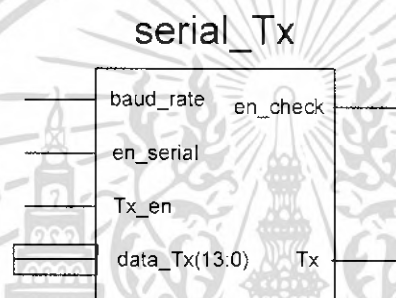 serial_Tx
baud_rate
en_check
en_serial
Tx_en
data_Tx(13:0)
Tx